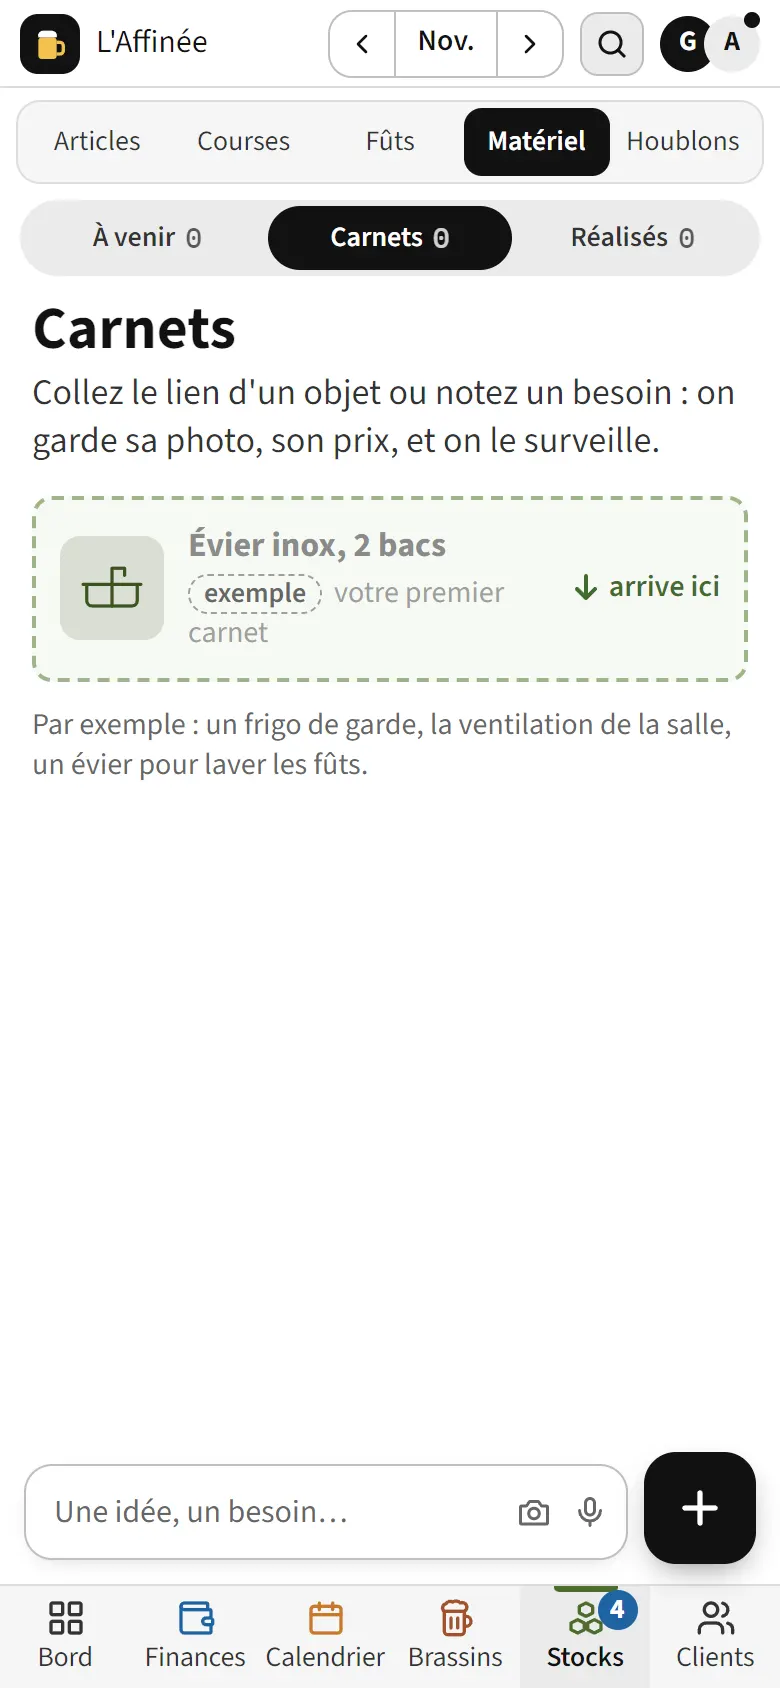 L'Affinée
Nov.
G
A
Articles
Courses
Fûts
Matériel
Houblons
À venir 0
Carnets 0
Réalisés 0
Carnets
Collez le lien d'un objet ou notez un besoin : on
garde sa photo, son prix, et on le surveille.
Évier inox, 2 bacs
exemple votre premier
carnet
arrive ici
Par exemple : un frigo de garde, la ventilation de la salle,
un évier pour laver les fûts.
Une idée, un besoin…
Bord
Finances
Calendrier
Brassins
4
Stocks
Clients